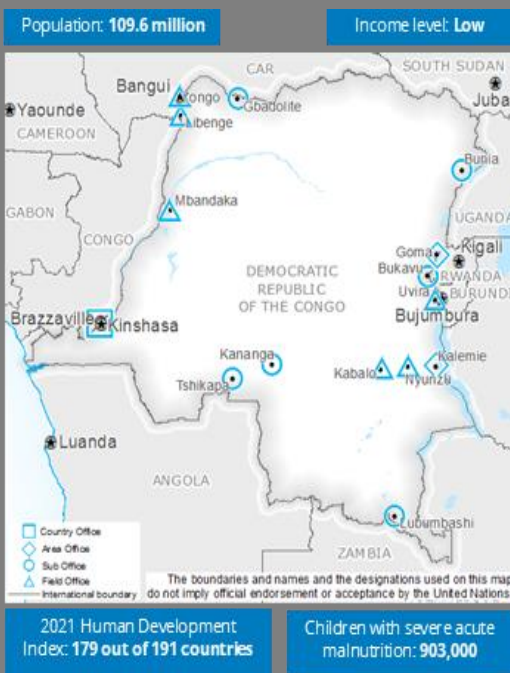 Population: 109.6 million
Income level: Low
CAR
SOUTH SUDAN
Bangui
Zongo
Gbadolite
Juba
Yaounde
Libenge
CAMEROON
Bunia
Mbandaka
GABON
UGANDA
CONGO
Goma
Kigali
DEMOCRATIC
REPUBLIC
OF THE CONGO
Bukavu
RWANDA
Uvira
BURUNDI
Bujumbura
Brazzaville
Kinshasa
Kananga
Kabalo
Kalemie
Tshikapa
Nyunzu
Luanda
ANGOLA
Lubumbashi
ZAMBIA
Country Office
Area Office
Sub Office
Field Office
International boundary
The boundaries and names and the designations used on this map
do not imply official endorsement or acceptance by the United Nations.
2021 Human Development
Index: 179 out of 191 countries
Children with severe acute
malnutrition: 903,000